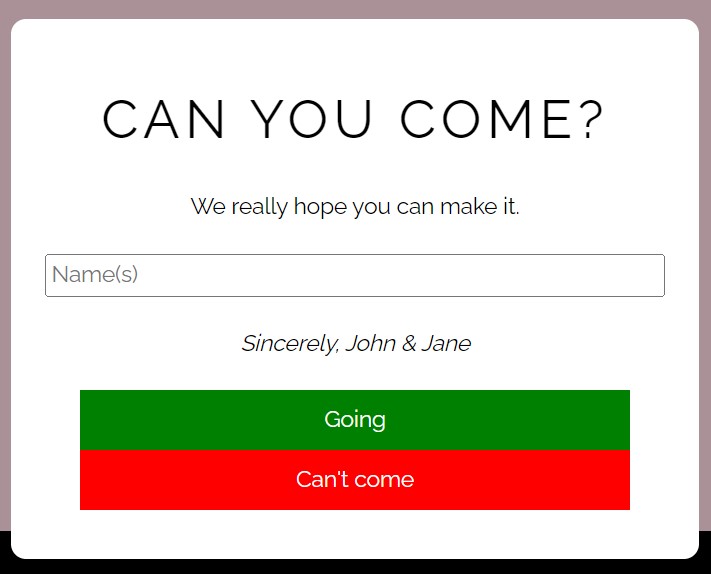 CAN YOU COME?
We really hope you can make it.
Name(s)
Sincerely, John & Jane
Going
Can't come